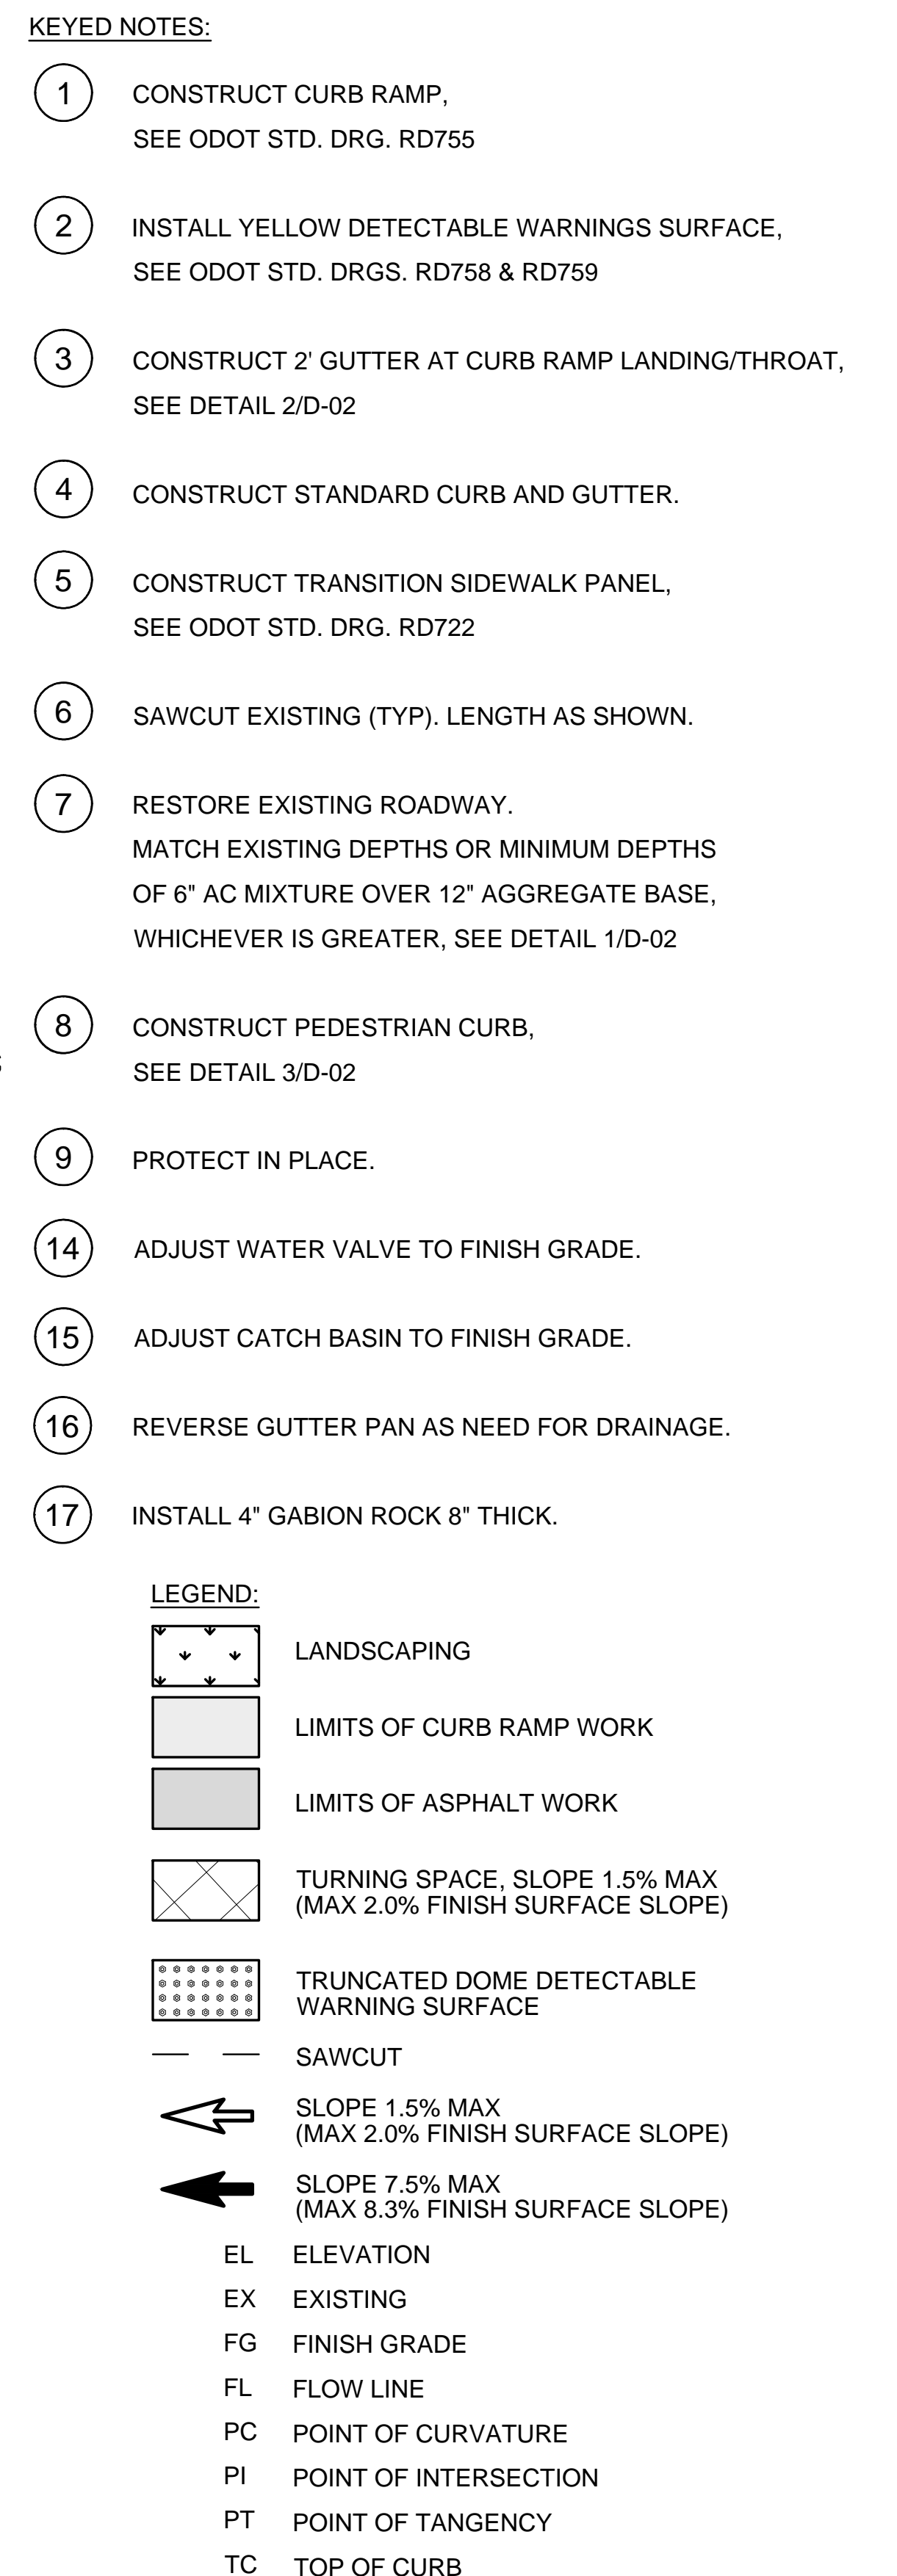 KEYED NOTES:
1 CONSTRUCT CURB RAMP,
SEE ODOT STD. DRG. RD755
2 INSTALL YELLOW DETECTABLE WARNINGS SURFACE,
SEE ODOT STD. DRGS. RD758 & RD759
3 CONSTRUCT 2' GUTTER AT CURB RAMP LANDING/THROAT,
SEE DETAIL 2/D-02
4 CONSTRUCT STANDARD CURB AND GUTTER.
5 CONSTRUCT TRANSITION SIDEWALK PANEL,
SEE ODOT STD. DRG. RD722
6 SAWCUT EXISTING (TYP). LENGTH AS SHOWN.
7 RESTORE EXISTING ROADWAY.
MATCH EXISTING DEPTHS OR MINIMUM DEPTHS
OF 6" AC MIXTURE OVER 12" AGGREGATE BASE,
WHICHEVER IS GREATER, SEE DETAIL 1/D-02
8 CONSTRUCT PEDESTRIAN CURB,
SEE DETAIL 3/D-02
9 PROTECT IN PLACE.
14 ADJUST WATER VALVE TO FINISH GRADE.
15 ADJUST CATCH BASIN TO FINISH GRADE.
16 REVERSE GUTTER PAN AS NEED FOR DRAINAGE.
17 INSTALL 4" GABION ROCK 8" THICK.
LEGEND:
LANDSCAPING
LIMITS OF CURB RAMP WORK
LIMITS OF ASPHALT WORK
TURNING SPACE, SLOPE 1.5% MAX
(MAX 2.0% FINISH SURFACE SLOPE)
TRUNCATED DOME DETECTABLE
WARNING SURFACE
SAWCUT
SLOPE 1.5% MAX
(MAX 2.0% FINISH SURFACE SLOPE)
SLOPE 7.5% MAX
(MAX 8.3% FINISH SURFACE SLOPE)
EL ELEVATION
EX EXISTING
FG FINISH GRADE
FL FLOW LINE
PC POINT OF CURVATURE
PI POINT OF INTERSECTION
PT POINT OF TANGENCY
TC TOP OF CURB